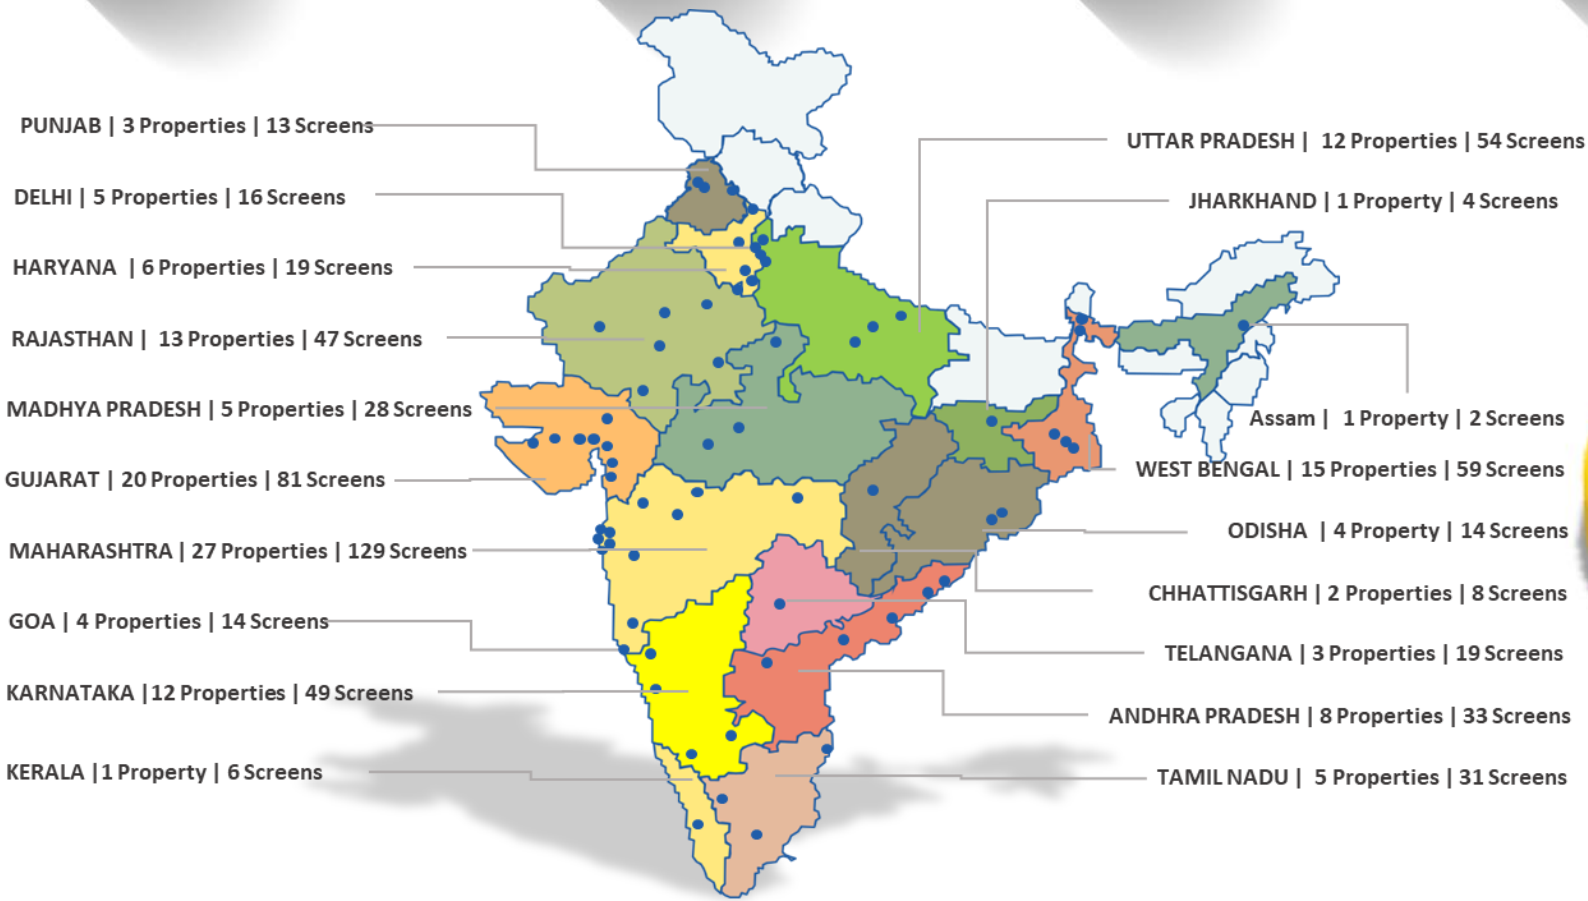 PUNJAB | 3 Properties | 13 Screens
DELHI | 5 Properties | 16 Screens
HARYANA | 6 Properties | 19 Screens
RAJASTHAN | 13 Properties | 47 Screens
MADHYA PRADESH | 5 Properties | 28 Screens
GUJARAT | 20 Properties | 81 Screens
MAHARASHTRA | 27 Properties | 129 Screens
GOA | 4 Properties | 14 Screens
KARNATAKA |12 Properties | 49 Screens
KERALA |1 Property | 6 Screens
UTTAR PRADESH | 12 Properties | 54 Screens
JHARKHAND | 1 Property | 4 Screens
Assam | 1 Property | 2 Screens
WEST BENGAL | 15 Properties | 59 Screens
ODISHA | 4 Property | 14 Screens
CHHATTISGARH | 2 Properties | 8 Screens
TELANGANA | 3 Properties | 19 Screens
ANDHRA PRADESH | 8 Properties | 33 Screens
TAMIL NADU | 5 Properties | 31 Screens